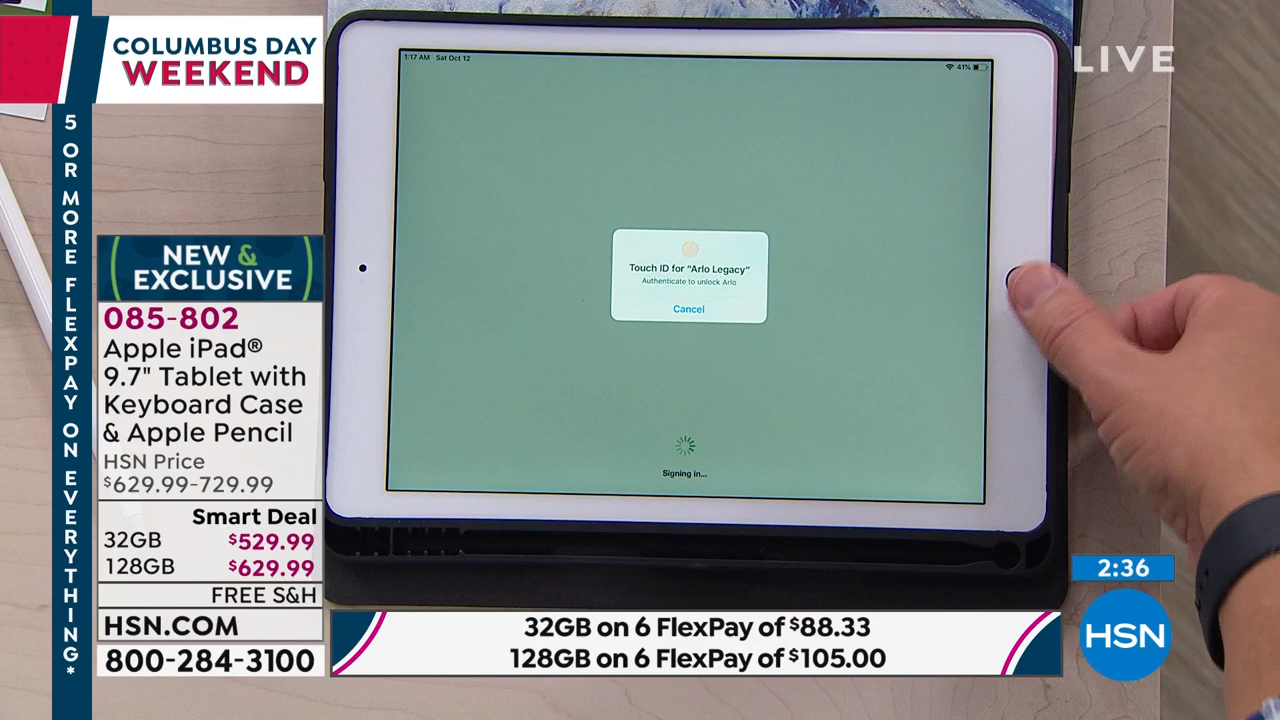 COLUMBUS DAY
WEEKEND
LIVE
5 OR MORE FLEXPAY ON EVERYTHING*
1:17 AM Sat Oct 12
41%
Touch ID for "Arlo Legacy"
Authenticate to unlock Arlo
Cancel
Signing in...
NEW &
EXCLUSIVE
085-802
Apple iPad®
9.7" Tablet with
Keyboard Case
& Apple Pencil
HSN Price
$629.99-729.99
Smart Deal
32GB $529.99
128GB $629.99
FREE S&H
HSN.COM
800-284-3100
32GB on 6 FlexPay of $88.33
128GB on 6 FlexPay of $105.00
2:36
HSN